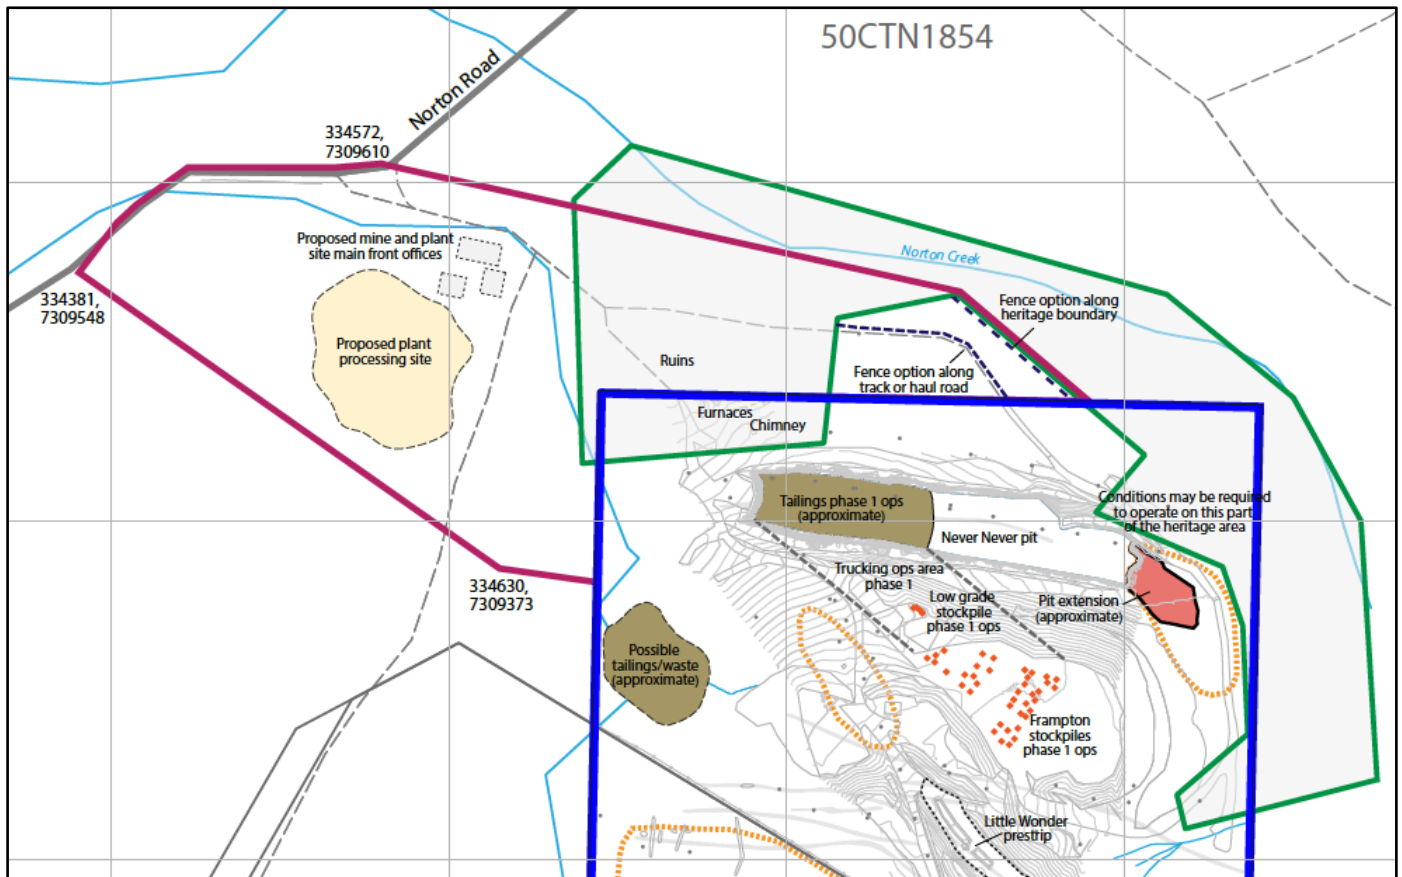 50CTN1854
Norton Road
334572,
7309610
Norton Creek
Proposed mine and plant
site main front offices
334381,
7309548
Fence option along
heritage boundary
Proposed plant
processing site
Ruins
Fence option along
track or haul road
Furnaces
Chimney
Tailings phase 1 ops
(approximate)
Never Never pit
Conditions may be required
to operate on this part
of the heritage area
Trucking ops area
phase 1
334630,
7309373
Low grade
stockpile
phase 1 ops
Pit extension
(approximate)
Possible
tailings/waste
(approximate)
Frampton
stockpiles
phase 1 ops
Little Wonder
prestrip